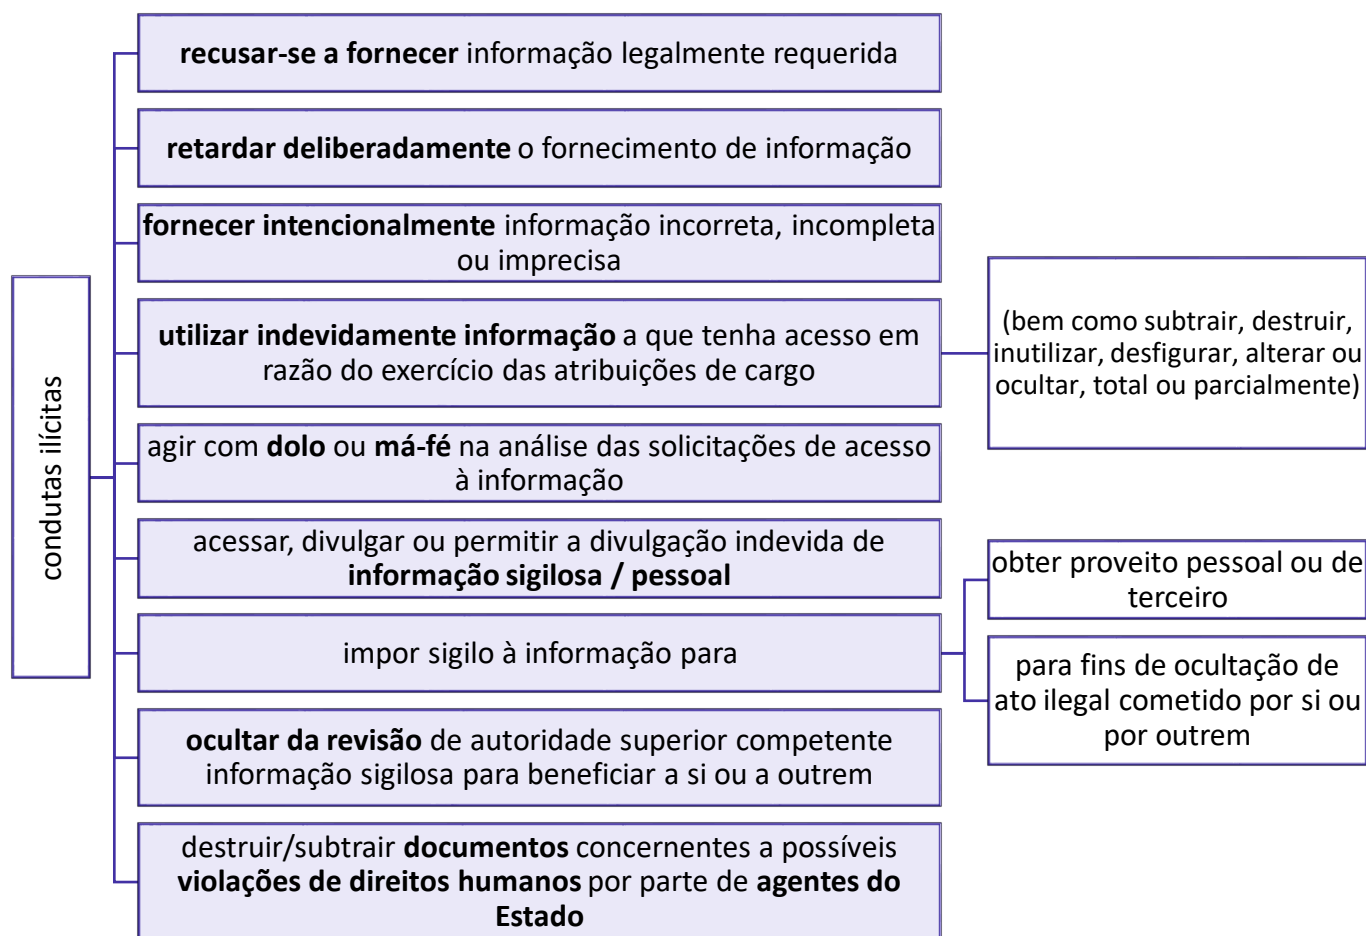 condutas ilícitas
recusar-se a fornecer informação legalmente requerida
retardar deliberadamente o fornecimento de informação
fornecer intencionalmente informação incorreta, incompleta
ou imprecisa
utilizar indevidamente informação a que tenha acesso em
razão do exercício das atribuições de cargo
(bem como subtrair, destruir,
inutilizar, desfigurar, alterar ou
ocultar, total ou parcialmente)
agir com dolo ou má-fé na análise das solicitações de acesso
à informação
acessar, divulgar ou permitir a divulgação indevida de
informação sigilosa / pessoal
impor sigilo à informação para
obter proveito pessoal ou de
terceiro
para fins de ocultação de
ato ilegal cometido por si ou
por outrem
ocultar da revisão de autoridade superior competente
informação sigilosa para beneficiar a si ou a outrem
destruir/subtrair documentos concernentes a possíveis
violações de direitos humanos por parte de agentes do
Estado